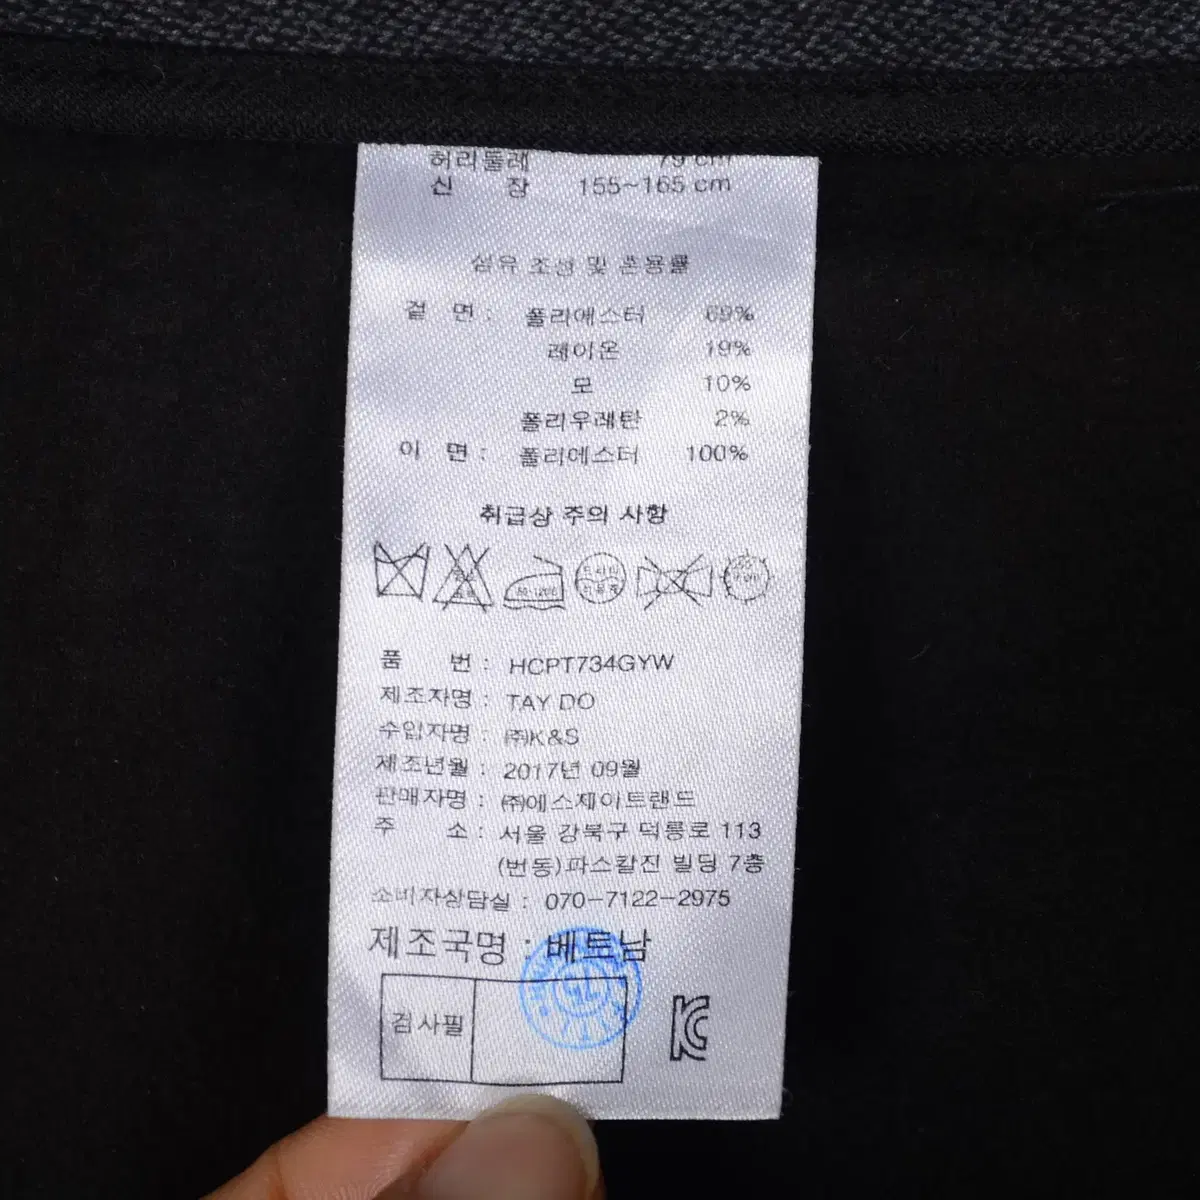 허리둘레 79 cm
신 장 155~165 cm
섬유 조성 및 혼용률
겉 면 : 폴리에스터 69%
레이온 19%
모 10%
폴리우레탄 2%
이 면 : 폴리에스터 100%
취급상 주의 사항
품 번 : HCPT734GYW
제조자명 : TAY DO
수입자명 : ㈜K&S
제조년월 : 2017년 09월
판매자명 : ㈜에스제이트랜드
주 소 : 서울 강북구 덕릉로 113
(번동)파스칼진 빌딩 7층
소비자상담실 : 070-7122-2975
제조국명 : 베트남
검사필
KC